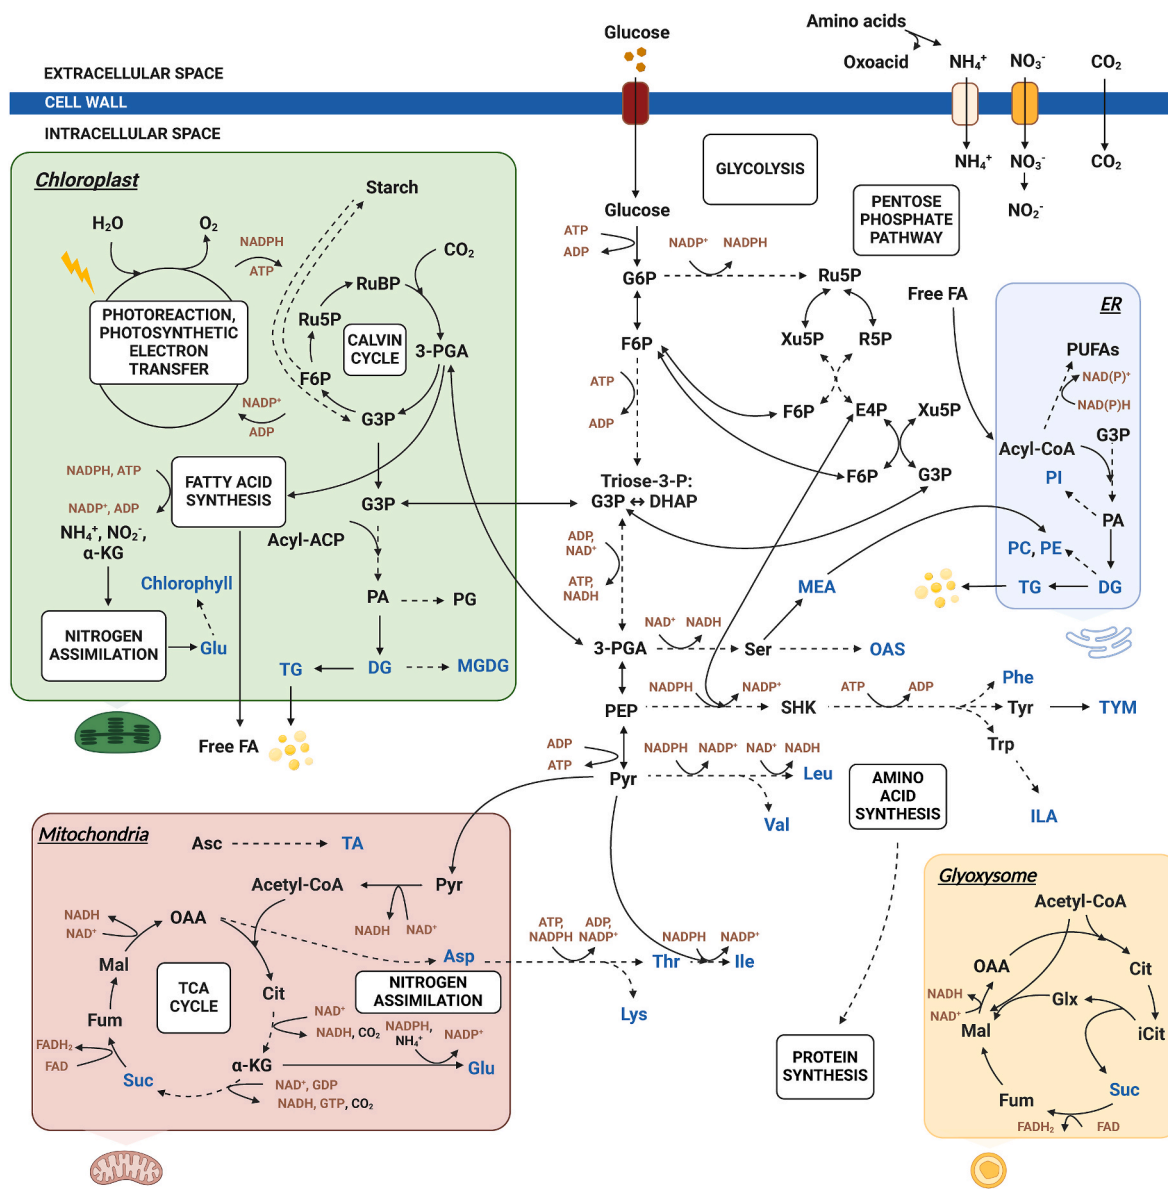 Amino acids
Glucose
Oxoacid
NH₄⁺
NO₃⁻
CO₂
EXTRACELLULAR SPACE
CELL WALL
INTRACELLULAR SPACE
NH₄⁺
NO₃⁻
CO₂
NO₂⁻
GLYCOLYSIS
PENTOSE
PHOSPHATE
PATHWAY
Chloroplast
Starch
H₂O
O₂
NADPH
ATP
CO₂
RuBP
Ru5P
CALVIN
CYCLE
3-PGA
F6P
G3P
PHOTOREACTION,
PHOTOSYNTHETIC
ELECTRON
TRANSFER
NADP⁺
ADP
NADPH, ATP
FATTY ACID
SYNTHESIS
NADP⁺, ADP
NH₄⁺, NO₂⁻,
α-KG
G3P
Acyl-ACP
Chlorophyll
PA
PG
NITROGEN
ASSIMILATION
Glu
TG
DG
MGDG
Free FA
Glucose
ATP
ADP
NADP⁺
NADPH
G6P
Ru5P
F6P
Xu5P
R5P
ATP
ADP
F6P
E4P
Xu5P
F6P
G3P
Triose-3-P:
G3P ↔ DHAP
ADP,
NAD⁺
ATP,
NADH
MEA
3-PGA
NAD⁺
NADH
Ser
OAS
PEP
NADPH
NADP⁺
SHK
ATP
ADP
Phe
Tyr
TYM
Trp
ILA
ADP
ATP
Pyr
NADPH
NADP⁺
NAD⁺
NADH
Leu
Val
AMINO
ACID
SYNTHESIS
PROTEIN
SYNTHESIS
Free FA
ER
PUFAs
NAD(P)⁺
NAD(P)H
Acyl-CoA
G3P
PI
PA
PC, PE
TG
DG
Mitochondria
Asc
TA
Acetyl-CoA
Pyr
NADH
NAD⁺
NADH
NAD⁺
OAA
Mal
Asp
TCA
CYCLE
Cit
NITROGEN
ASSIMILATION
Fum
NAD⁺
NADH, CO₂
NADPH,
NH₄⁺
NADP⁺
FADH₂
FAD
α-KG
Glu
Suc
NAD⁺, GDP
NADH, GTP, CO₂
ATP,
NADPH
ADP,
NADP⁺
Thr
NADPH
NADP⁺
Ile
Lys
Glyoxysome
Acetyl-CoA
OAA
Cit
NADH
NAD⁺
Glx
Mal
iCit
Suc
Fum
FADH₂
FAD